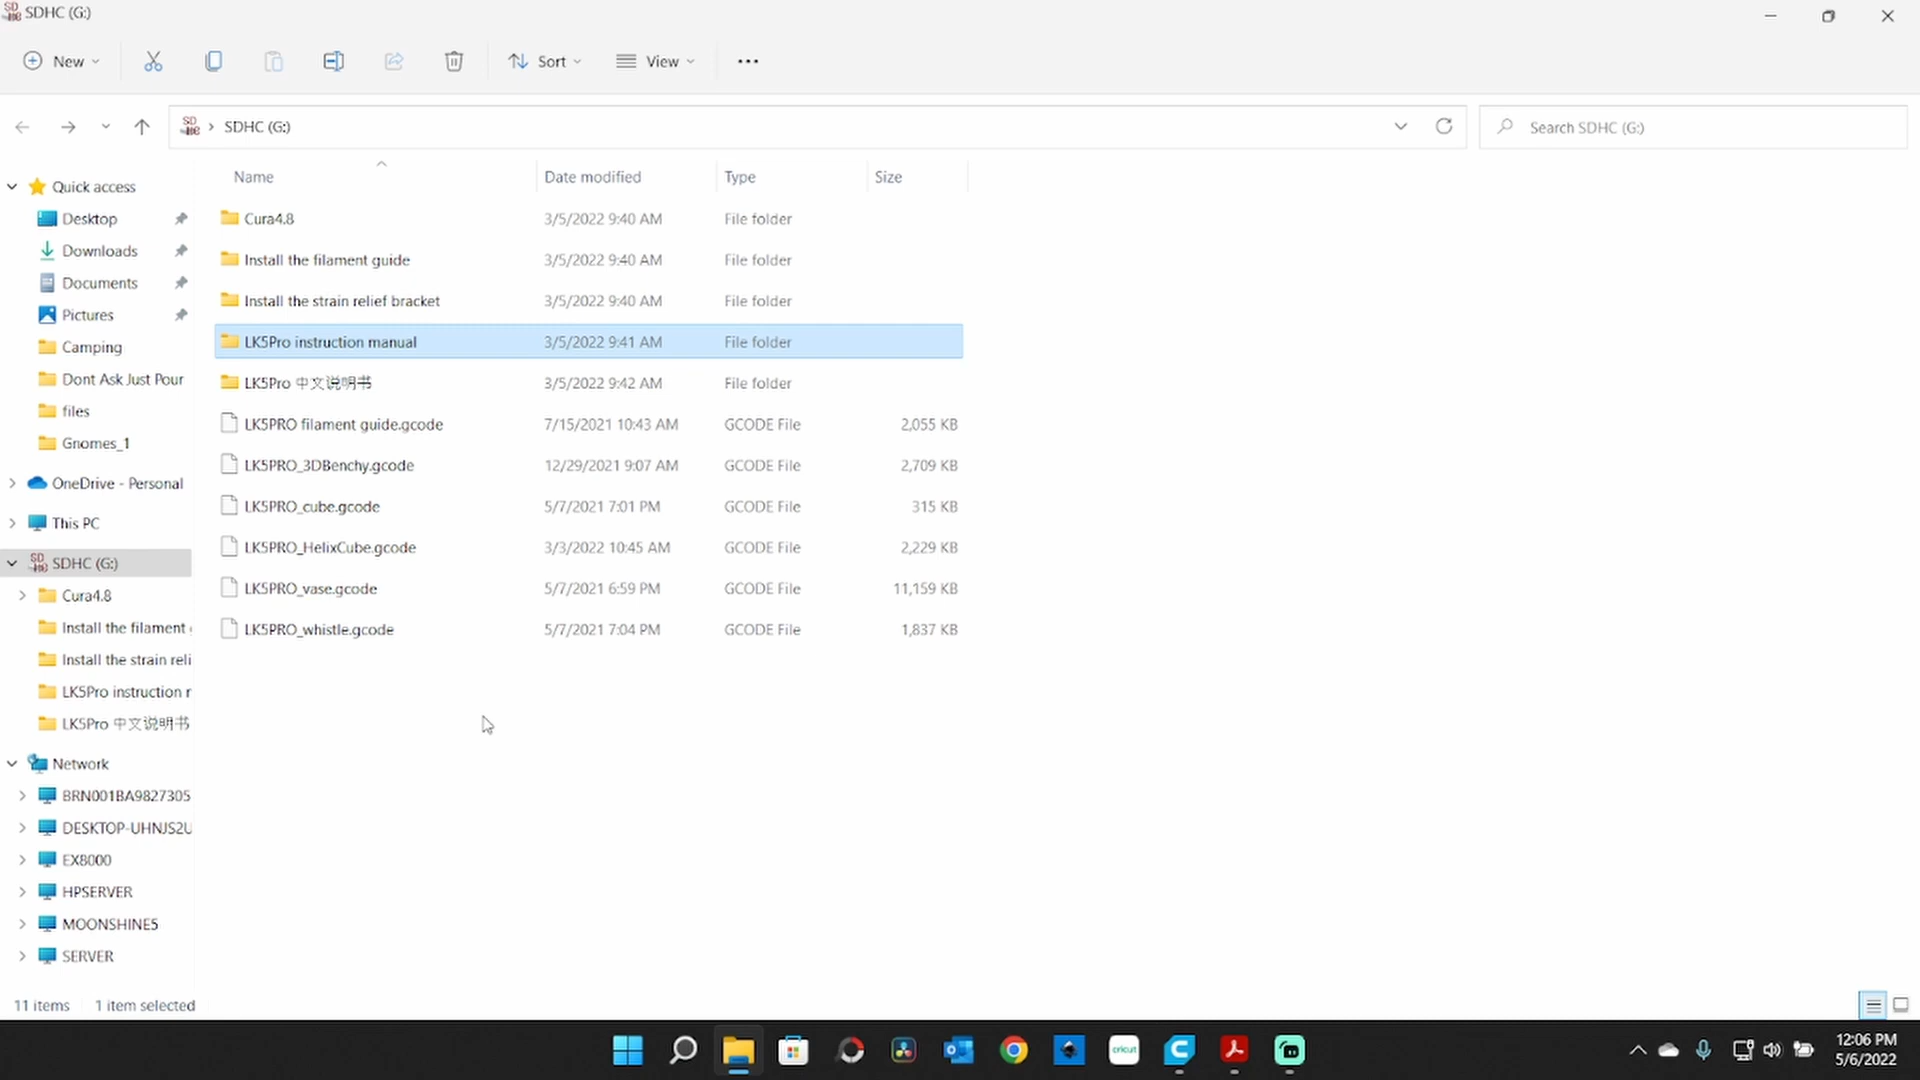 SDHC (G:)
New
Sort
View
SDHC (G:)
Search SDHC (G:)
Name Date modified Type Size
Cura4.8 3/5/2022 9:40 AM File folder
Install the filament guide 3/5/2022 9:40 AM File folder
Install the strain relief bracket 3/5/2022 9:40 AM File folder
LK5Pro instruction manual 3/5/2022 9:41 AM File folder
LK5Pro 中文说明书 3/5/2022 9:42 AM File folder
LK5PRO filament guide.gcode 7/15/2021 10:43 AM GCODE File 2,055 KB
LK5PRO_3DBenchy.gcode 12/29/2021 9:07 AM GCODE File 2,709 KB
LK5PRO_cube.gcode 5/7/2021 7:01 PM GCODE File 315 KB
LK5PRO_HelixCube.gcode 3/3/2022 10:45 AM GCODE File 2,229 KB
LK5PRO_vase.gcode 5/7/2021 6:59 PM GCODE File 11,159 KB
LK5PRO_whistle.gcode 5/7/2021 7:04 PM GCODE File 1,837 KB
Quick access
Desktop
Downloads
Documents
Pictures
Camping
Dont Ask Just Pour
files
Gnomes_1
OneDrive - Personal
This PC
SDHC (G:)
Cura4.8
Install the filament
Install the strain reli
LK5Pro instruction r
LK5Pro 中文说明书
Network
BRN001BA9827305
DESKTOP-UHNJS2U
EX8000
HPSERVER
MOONSHINE5
SERVER
11 items 1 item selected
cricut
12:06 PM
5/6/2022